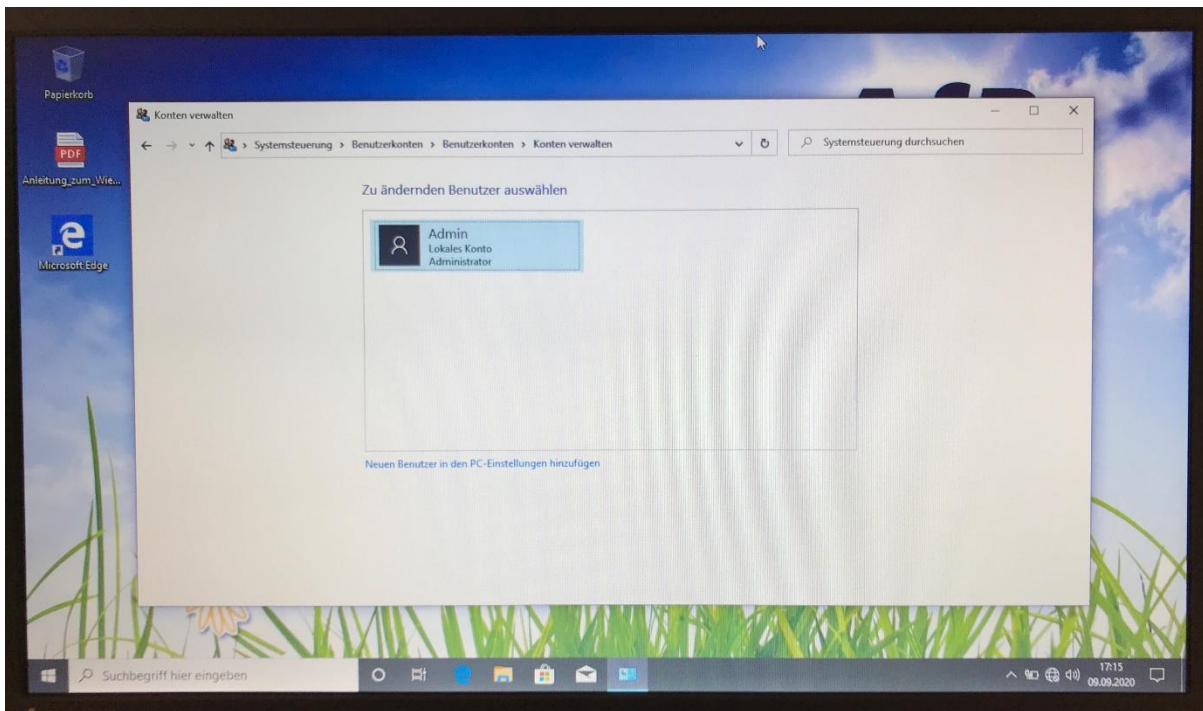 Papierkorb
PDF
Anleitung_zum_Wie...
Microsoft Edge
Konten verwalten
Systemsteuerung > Benutzerkonten > Benutzerkonten > Konten verwalten
Systemsteuerung durchsuchen
Zu ändernden Benutzer auswählen
Admin
Lokales Konto
Administrator
Neuen Benutzer in den PC-Einstellungen hinzufügen
Suchbegriff hier eingeben
17:15
09.09.2020